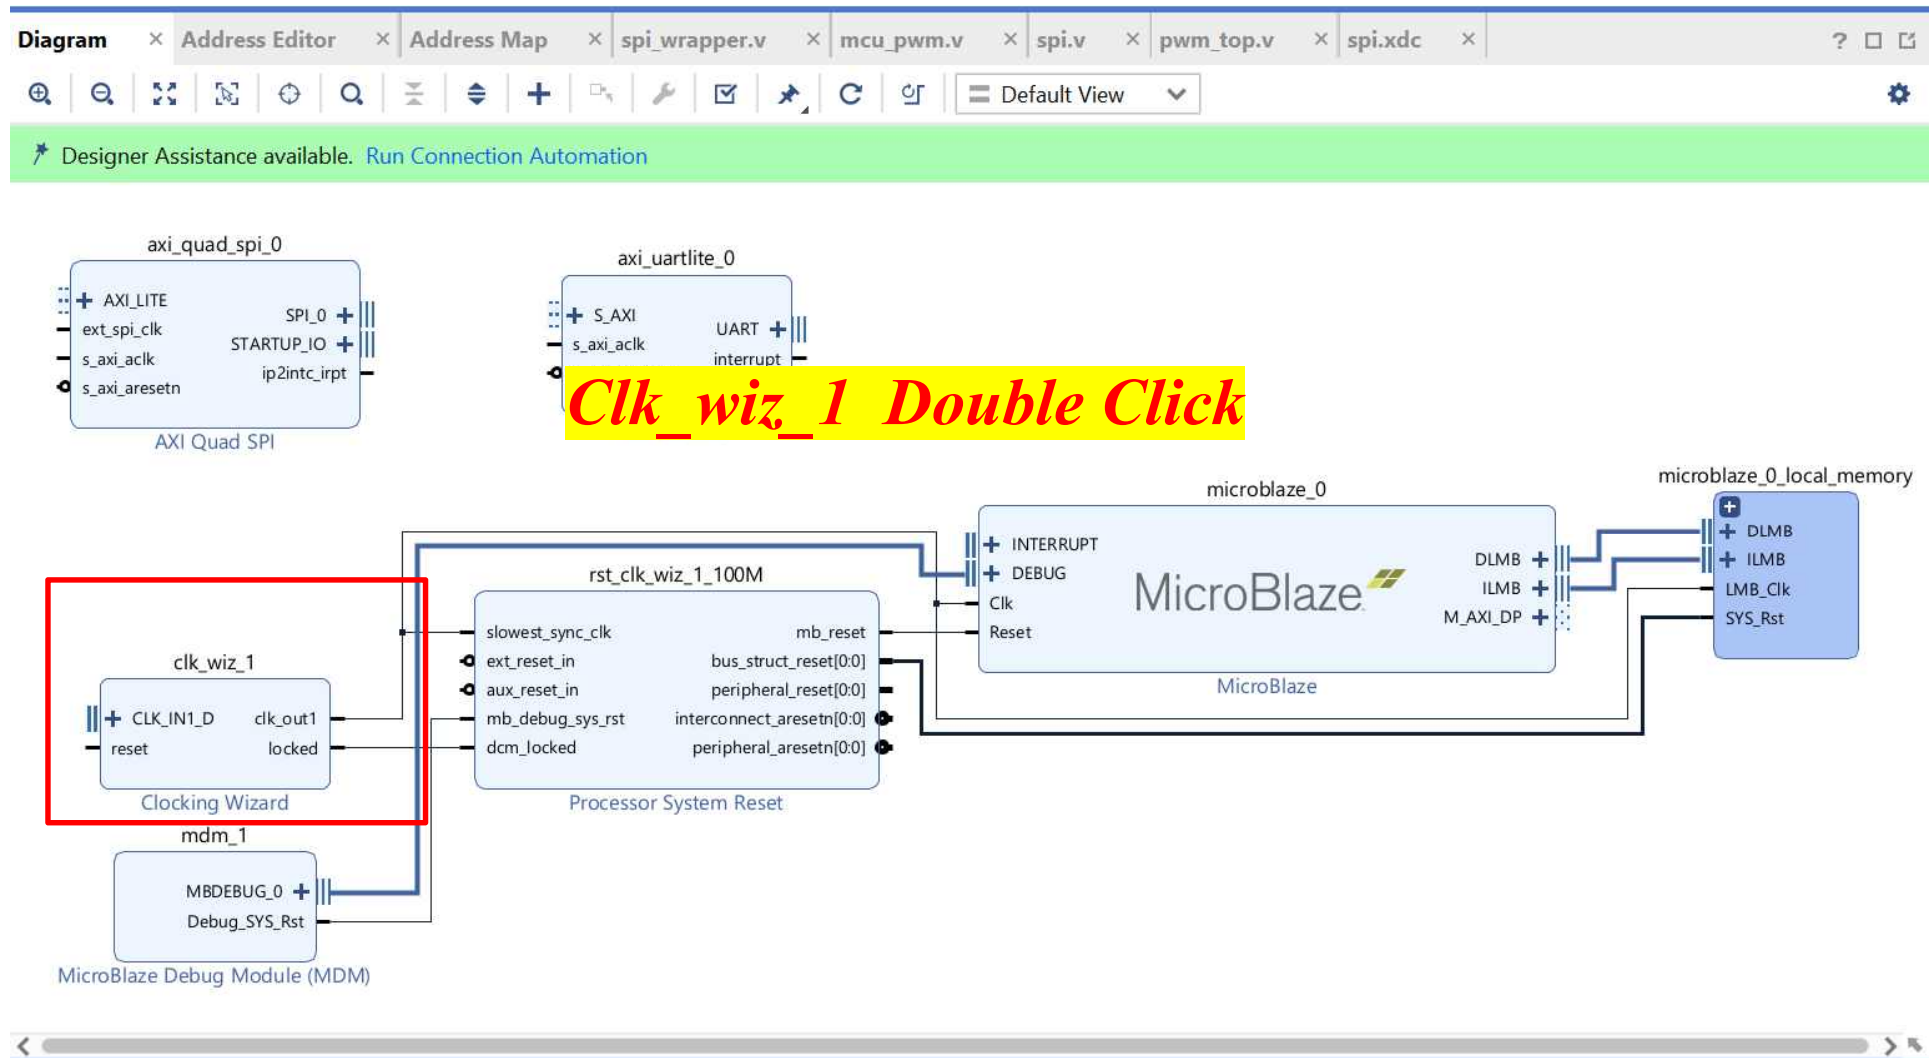 Diagram
Address Editor
Address Map
spi_wrapper.v
mcu_pwm.v
spi.v
pwm_top.v
spi.xdc
Default View
Designer Assistance available. Run Connection Automation
axi_quad_spi_0
AXI_LITE
ext_spi_clk
s_axi_aclk
s_axi_aresetn
SPI_0
STARTUP_IO
ip2intc_irpt
AXI Quad SPI
axi_uartlite_0
S_AXI
s_axi_aclk
UART
interrupt
Clk_wiz_1 Double Click
microblaze_0
INTERRUPT
DEBUG
Clk
Reset
MicroBlaze
DLMB
ILMB
M_AXI_DP
MicroBlaze
microblaze_0_local_memory
DLMB
ILMB
LMB_Clk
SYS_Rst
rst_clk_wiz_1_100M
slowest_sync_clk
ext_reset_in
aux_reset_in
mb_debug_sys_rst
dcm_locked
mb_reset
bus_struct_reset[0:0]
peripheral_reset[0:0]
interconnect_aresetn[0:0]
peripheral_aresetn[0:0]
Processor System Reset
clk_wiz_1
CLK_IN1_D
reset
clk_out1
locked
Clocking Wizard
mdm_1
MBDEBUG_0
Debug_SYS_Rst
MicroBlaze Debug Module (MDM)